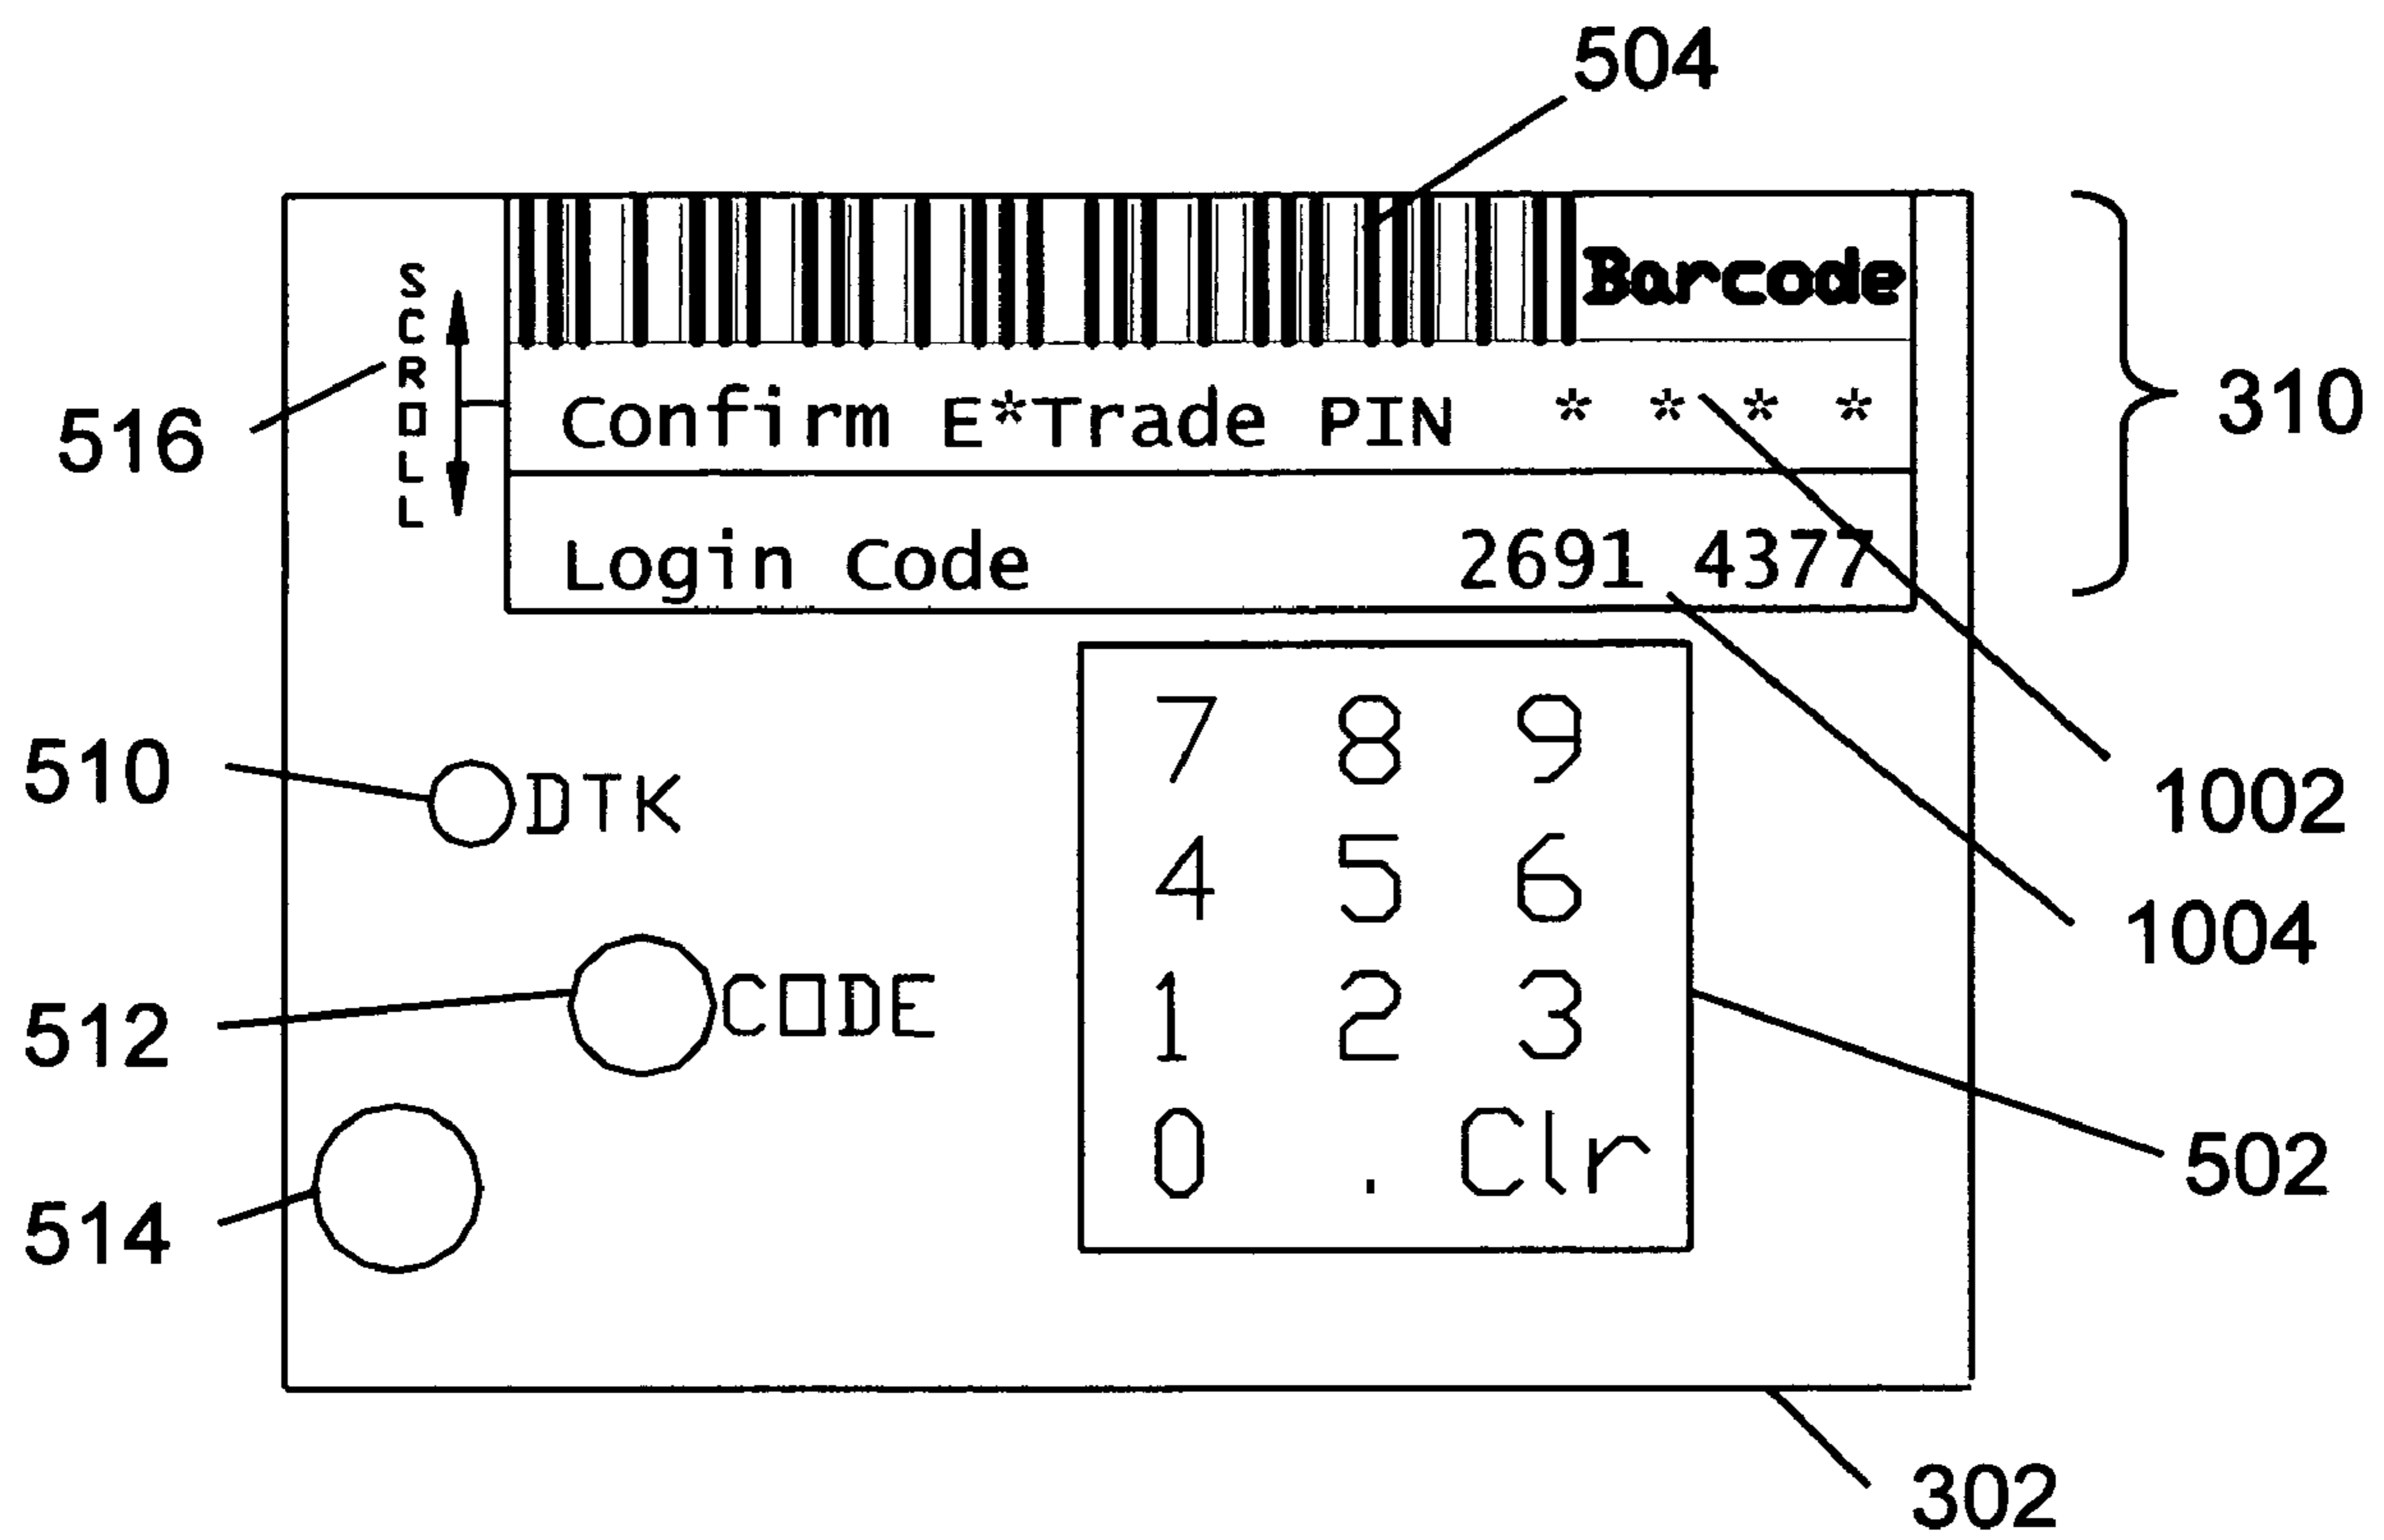 504
Barcode
SCROLL
516
310
Confirm E*Trade PIN * * * *
Login Code 2691 4377
510
DTK
7 8 9
1002
4 5 6
1004
512
CODE
1 2 3
0 . Clr
502
514
302